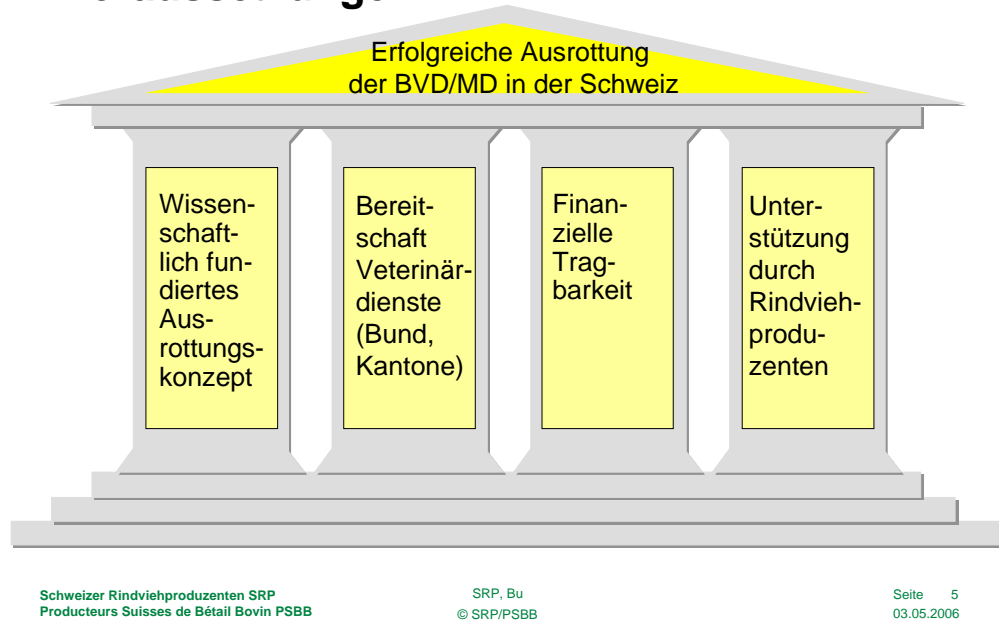 Erfolgreiche Ausrottung
der BVD/MD in der Schweiz
Wissen-
schaft-
lich fun-
diertes
Aus-
rottungs-
konzept
Bereit-
schaft
Veterinär-
dienste
(Bund,
Kantone)
Finan-
zielle
Trag-
barkeit
Unter-
stützung
durch
Rindvieh-
produ-
zenten
Schweizer Rindviehproduzenten SRP
Producteurs Suisses de Bétail Bovin PSBB
SRP, Bu
© SRP/PSBB
Seite 5
03.05.2006